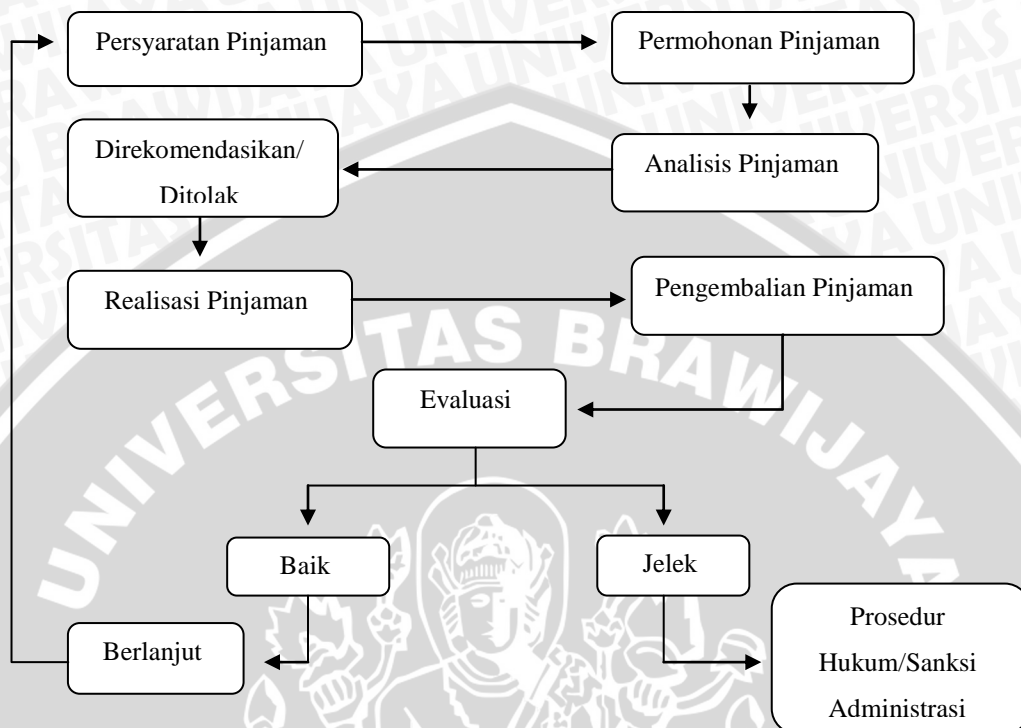 Persyaratan Pinjaman
Permohonan Pinjaman
Direkomendasikan/
Ditolak
Analisis Pinjaman
Realisasi Pinjaman
Pengembalian Pinjaman
UNIVERSITAS BRAWIJAYA
Evaluasi
Baik
Jelek
Berlanjut
Prosedur
Hukum/Sanksi
Administrasi